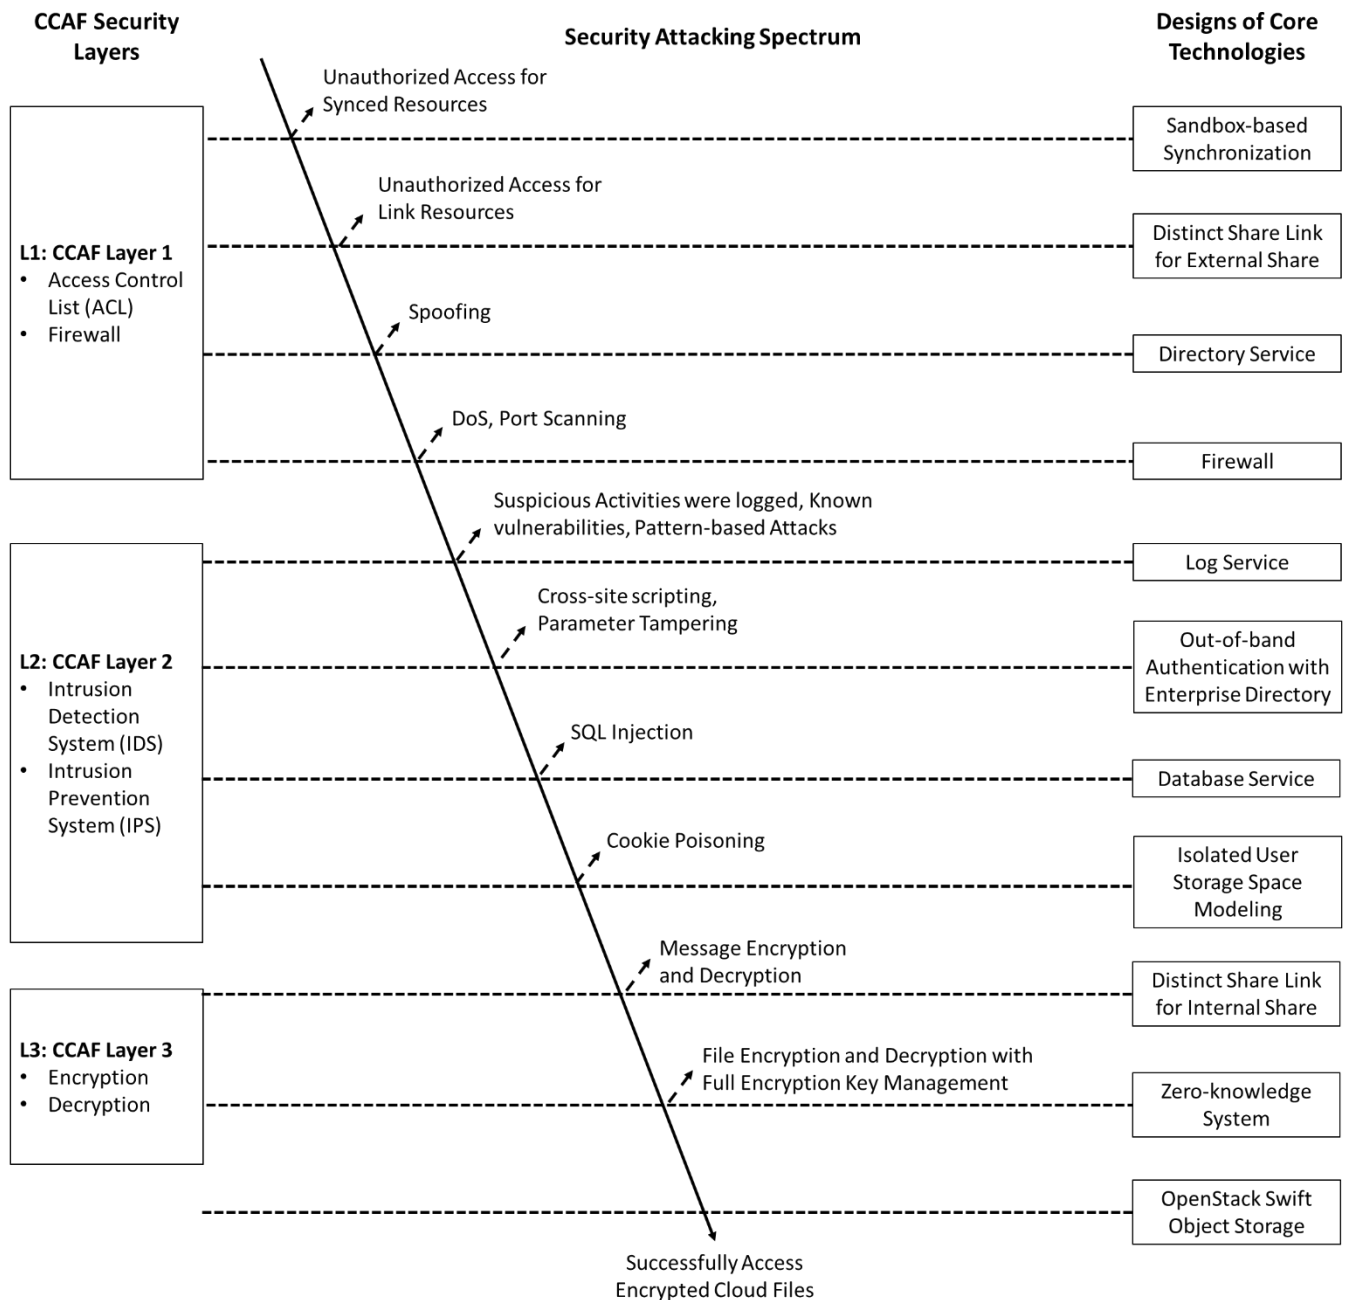 CCAF Security
Layers
Security Attacking Spectrum
Designs of Core
Technologies
Unauthorized Access for
Synced Resources
Sandbox-based
Synchronization
Unauthorized Access for
Link Resources
Distinct Share Link
for External Share
L1: CCAF Layer 1
• Access Control
List (ACL)
• Firewall
Spoofing
Directory Service
DoS, Port Scanning
Firewall
Suspicious Activities were logged, Known
vulnerabilities, Pattern-based Attacks
Log Service
Cross-site scripting,
Parameter Tampering
Out-of-band
Authentication with
Enterprise Directory
L2: CCAF Layer 2
• Intrusion
Detection
System (IDS)
• Intrusion
Prevention
System (IPS)
SQL Injection
Database Service
Cookie Poisoning
Isolated User
Storage Space
Modeling
Message Encryption
and Decryption
Distinct Share Link
for Internal Share
L3: CCAF Layer 3
• Encryption
• Decryption
File Encryption and Decryption with
Full Encryption Key Management
Zero-knowledge
System
OpenStack Swift
Object Storage
Successfully Access
Encrypted Cloud Files